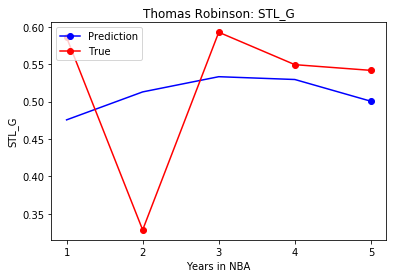 Thomas Robinson: STL_G
Prediction
True
0.60
0.55
0.50
0.45
0.40
0.35
STL_G
1 2 3 4 5
Years in NBA